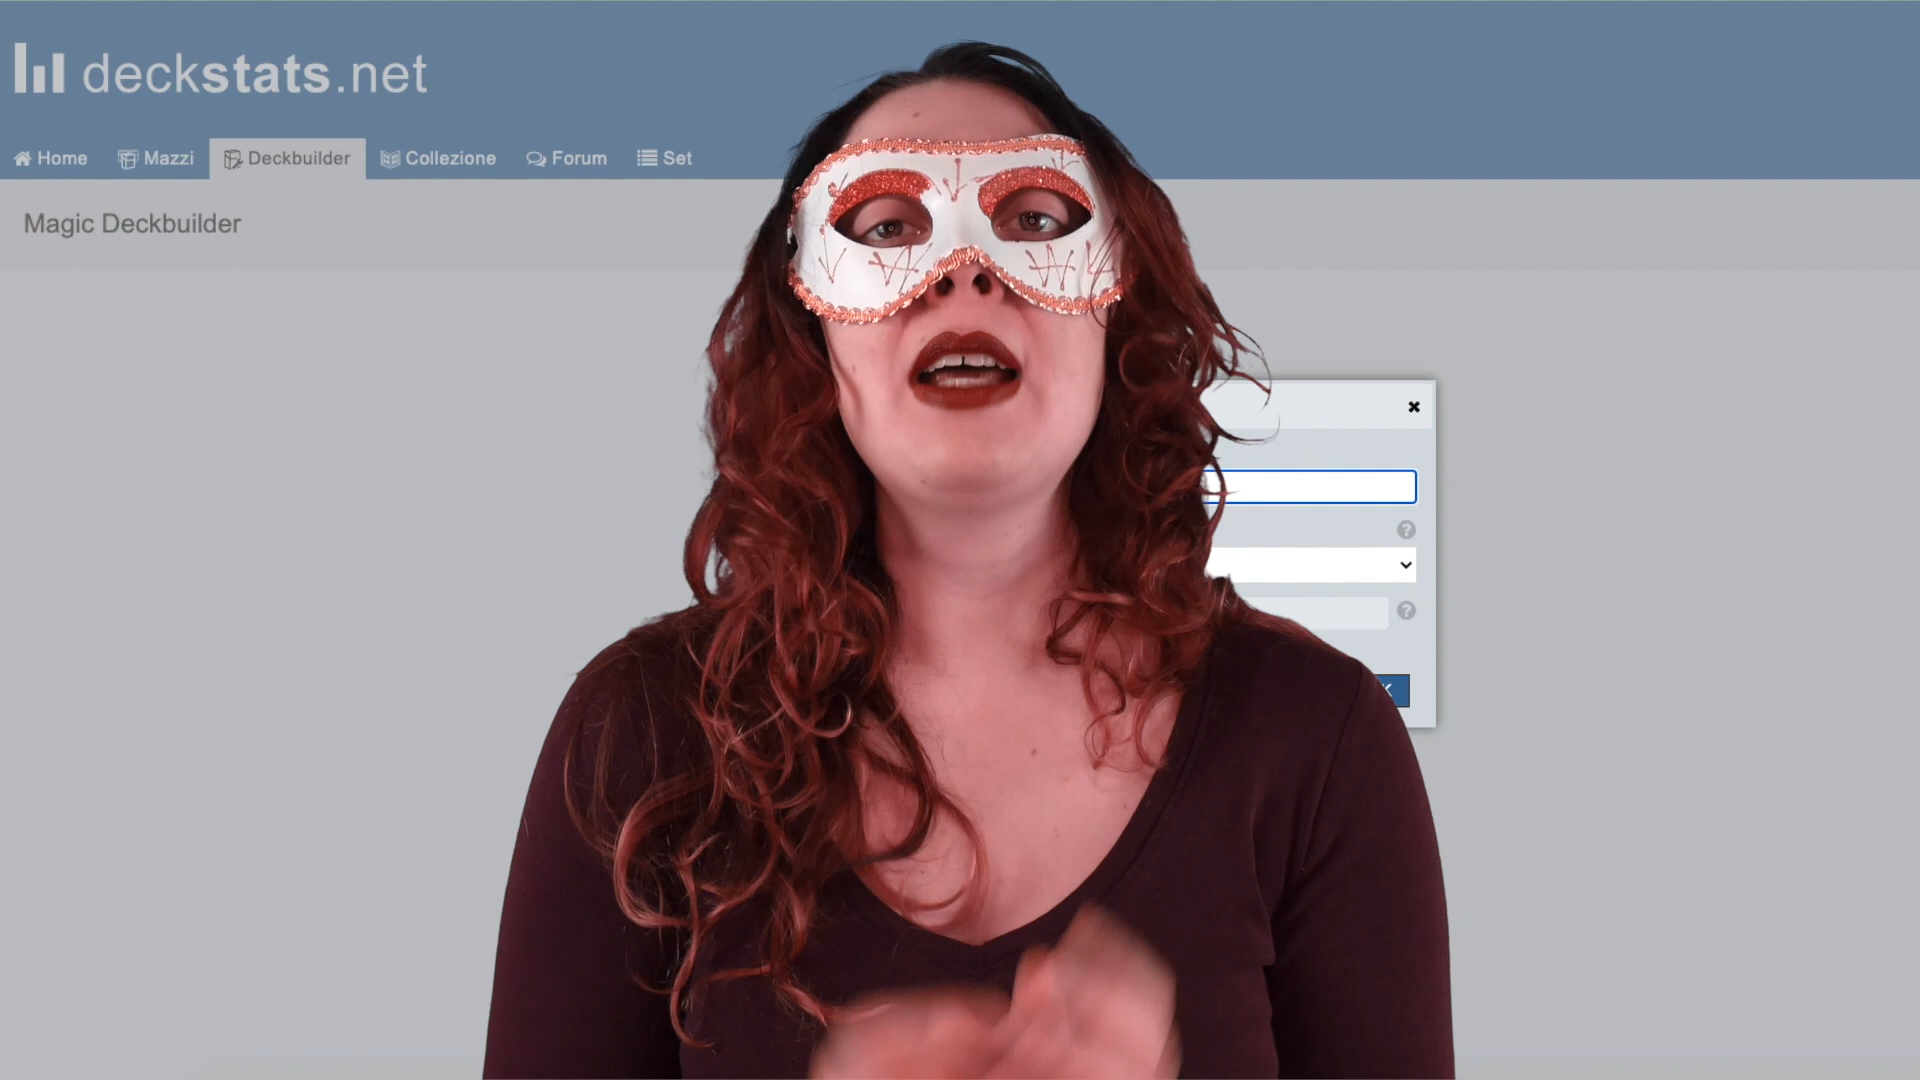 deckstats.net
Home Mazzi Deckbuilder Collezione Forum Set
Magic Deckbuilder